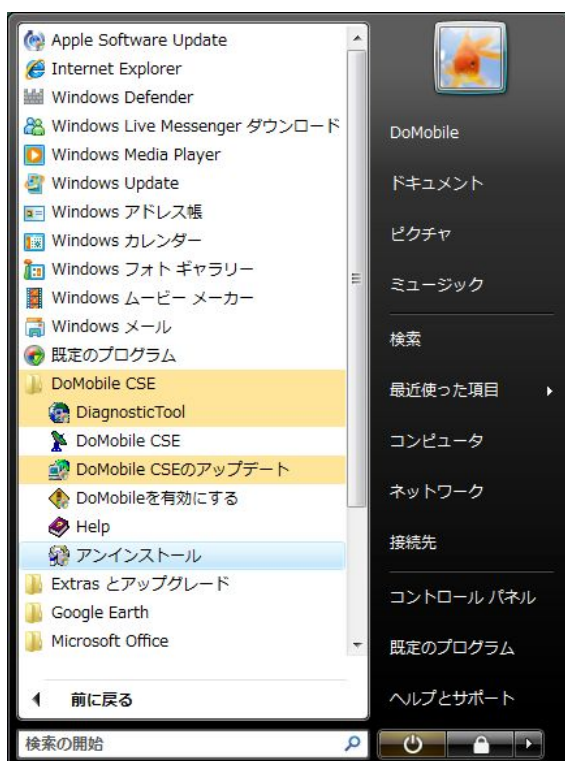 Apple Software Update
Internet Explorer
Windows Defender
Windows Live Messenger ダウンロード
Windows Media Player
Windows Update
Windows アドレス帳
Windows カレンダー
Windows フォト ギャラリー
Windows ムービー メーカー
Windows メール
既定のプログラム
DoMobile CSE
DiagnosticTool
DoMobile CSE
DoMobile CSEのアップデート
DoMobileを有効にする
Help
アンインストール
Extras とアップグレード
Google Earth
Microsoft Office
前に戻る
検索の開始
DoMobile
ドキュメント
ピクチャ
ミュージック
検索
最近使った項目
コンピュータ
ネットワーク
接続先
コントロール パネル
既定のプログラム
ヘルプとサポート